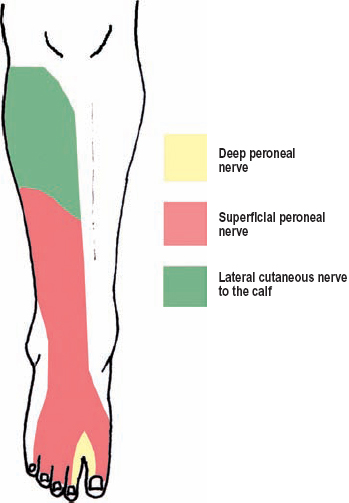 Deep peroneal
nerve
Superficial peroneal
nerve
Lateral cutaneous nerve
to the calf